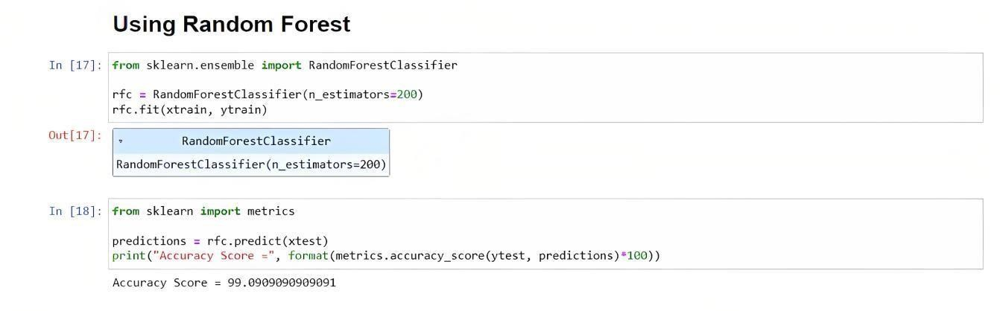 Using Random Forest
In [17]: from sklearn.ensemble import RandomForestClassifier
rfc = RandomForestClassifier(n_estimators=200)
rfc.fit(xtrain, ytrain)
Out[17]: RandomForestClassifier
RandomForestClassifier(n_estimators=200)
In [18]: from sklearn import metrics
predictions = rfc.predict(xtest)
print("Accuracy Score =", format(metrics.accuracy_score(ytest, predictions)*100))
Accuracy Score = 99.0909090909091